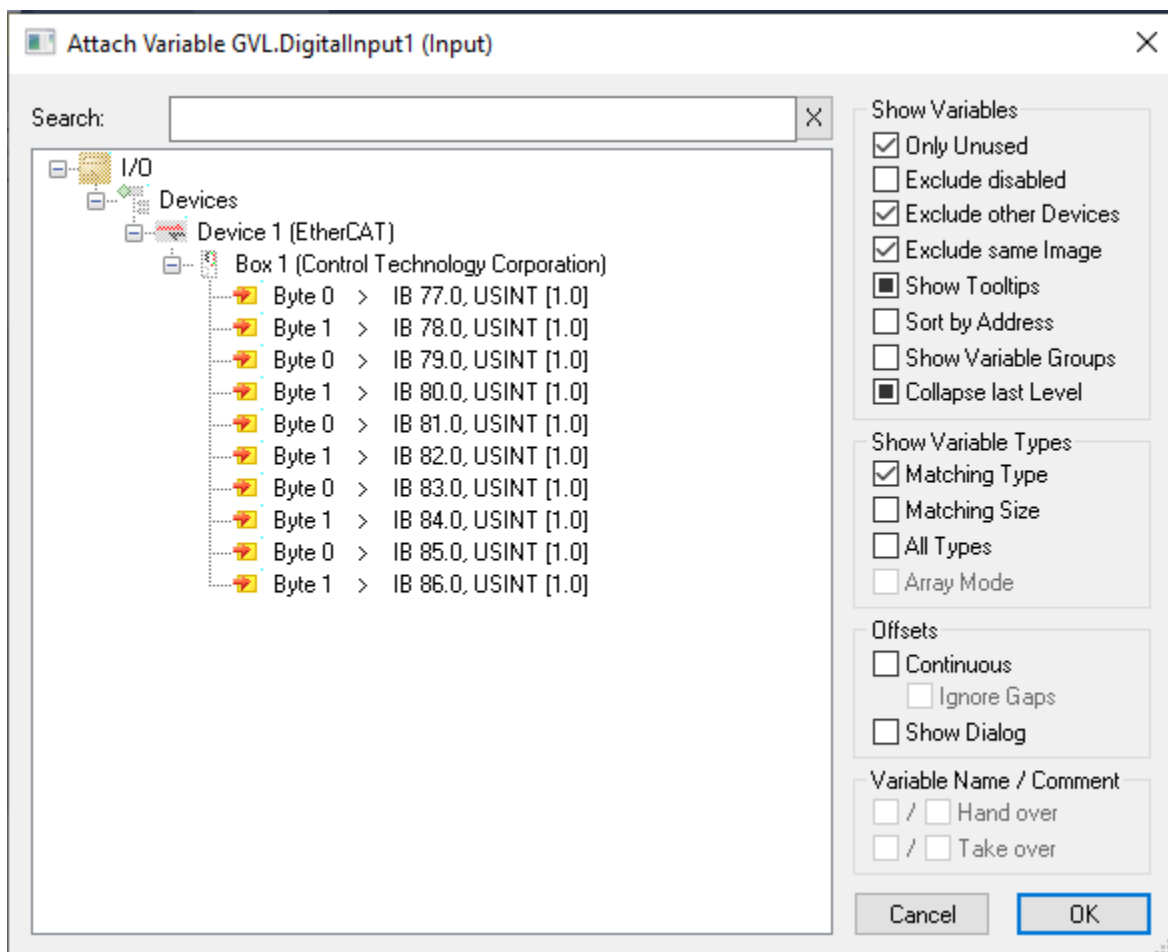 Attach Variable GVL.DigitalInput1 (Input)
Search:
X
I/O
Devices
Device 1 (EtherCAT)
Box 1 (Control Technology Corporation)
Byte 0 > IB 77.0, USINT [1.0]
Byte 1 > IB 78.0, USINT [1.0]
Byte 0 > IB 79.0, USINT [1.0]
Byte 1 > IB 80.0, USINT [1.0]
Byte 0 > IB 81.0, USINT [1.0]
Byte 1 > IB 82.0, USINT [1.0]
Byte 0 > IB 83.0, USINT [1.0]
Byte 1 > IB 84.0, USINT [1.0]
Byte 0 > IB 85.0, USINT [1.0]
Byte 1 > IB 86.0, USINT [1.0]
Show Variables
Only Unused
Exclude disabled
Exclude other Devices
Exclude same Image
Show Tooltips
Sort by Address
Show Variable Groups
Collapse last Level
Show Variable Types
Matching Type
Matching Size
All Types
Array Mode
Offsets
Continuous
Ignore Gaps
Show Dialog
Variable Name / Comment
/ Hand over
/ Take over
Cancel
OK